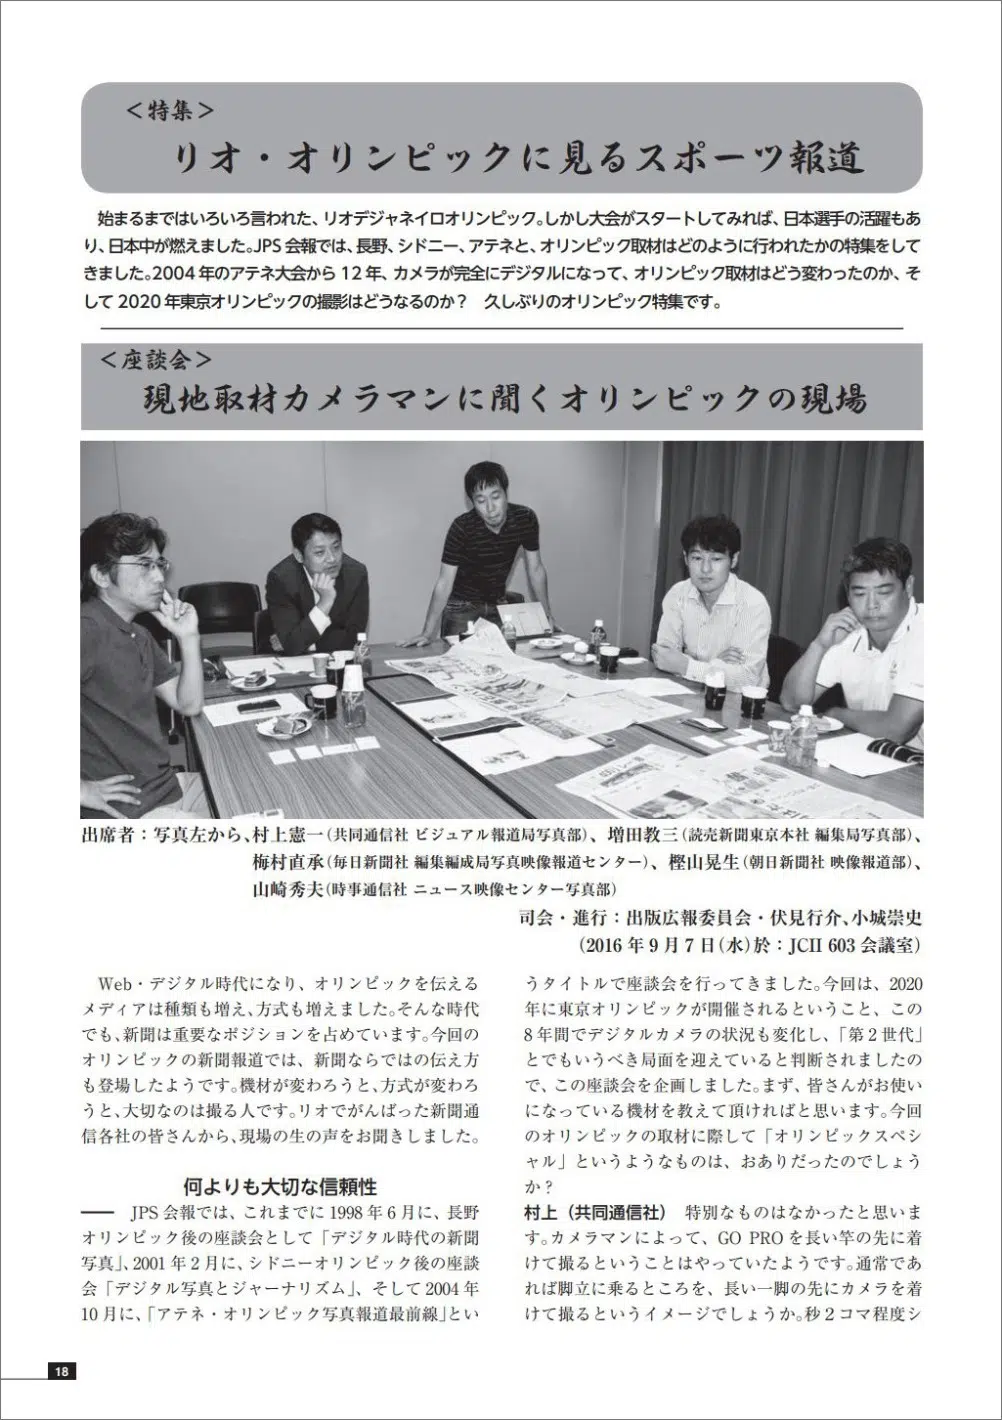 ＜特集＞
リオ・オリンピックに見るスポーツ報道
始まるまではいろいろ言われた、リオデジャネイロオリンピック。しかし大会がスタートしてみれば、日本選手の活躍もあ
り、日本中が燃えました。JPS 会報では、長野、シドニー、アテネと、オリンピック取材はどのように行われたかの特集をして
きました。2004 年のアテネ大会から 12 年、カメラが完全にデジタルになって、オリンピック取材はどう変わったのか、そ
して 2020 年東京オリンピックの撮影はどうなるのか？　久しぶりのオリンピック特集です。
＜座談会＞
現地取材カメラマンに聞くオリンピックの現場
出席者：写真左から、村上憲一（共同通信社 ビジュアル報道局写真部）、増田教三（読売新聞東京本社 編集局写真部）、
梅村直承（毎日新聞社 編集編成局写真映像報道センター）、樫山晃生（朝日新聞社 映像報道部）、
山崎秀夫（時事通信社 ニュース映像センター写真部）
司会・進行：出版広報委員会・伏見行介、小城崇史
（2016 年 9 月 7 日（水）於：JCII 603 会議室）
Web・デジタル時代になり、オリンピックを伝える
メディアは種類も増え、方式も増えました。そんな時代
でも、新聞は重要なポジションを占めています。今回の
オリンピックの新聞報道では、新聞ならではの伝え方
も登場したようです。機材が変わろうと、方式が変わろ
うと、大切なのは撮る人です。リオでがんばった新聞通
信各社の皆さんから、現場の生の声をお聞きしました。
何よりも大切な信頼性
――　JPS 会報では、これまでに 1998 年 6 月に、長野
オリンピック後の座談会として「デジタル時代の新聞
写真」、2001 年 2 月に、シドニーオリンピック後の座談
会「デジタル写真とジャーナリズム」、そして 2004 年
10 月に、「アテネ・オリンピック写真報道最前線」とい
うタイトルで座談会を行ってきました。今回は、2020
年に東京オリンピックが開催されるということ、この
8 年間でデジタルカメラの状況も変化し、「第 2 世代」
とでもいうべき局面を迎えていると判断されましたの
で、この座談会を企画しました。まず、皆さんがお使い
になっている機材を教えて頂ければと思います。今回
のオリンピックの取材に際して「オリンピックスペシ
ャル」というようなものは、おありだったのでしょう
か？
村上（共同通信社）　特別なものはなかったと思いま
す。カメラマンによって、GO PRO を長い竿の先に着
けて撮るということはやっていたようです。通常であ
れば脚立に乗るところを、長い一脚の先にカメラを着
けて撮るというイメージでしょうか。秒 2 コマ程度シ
18